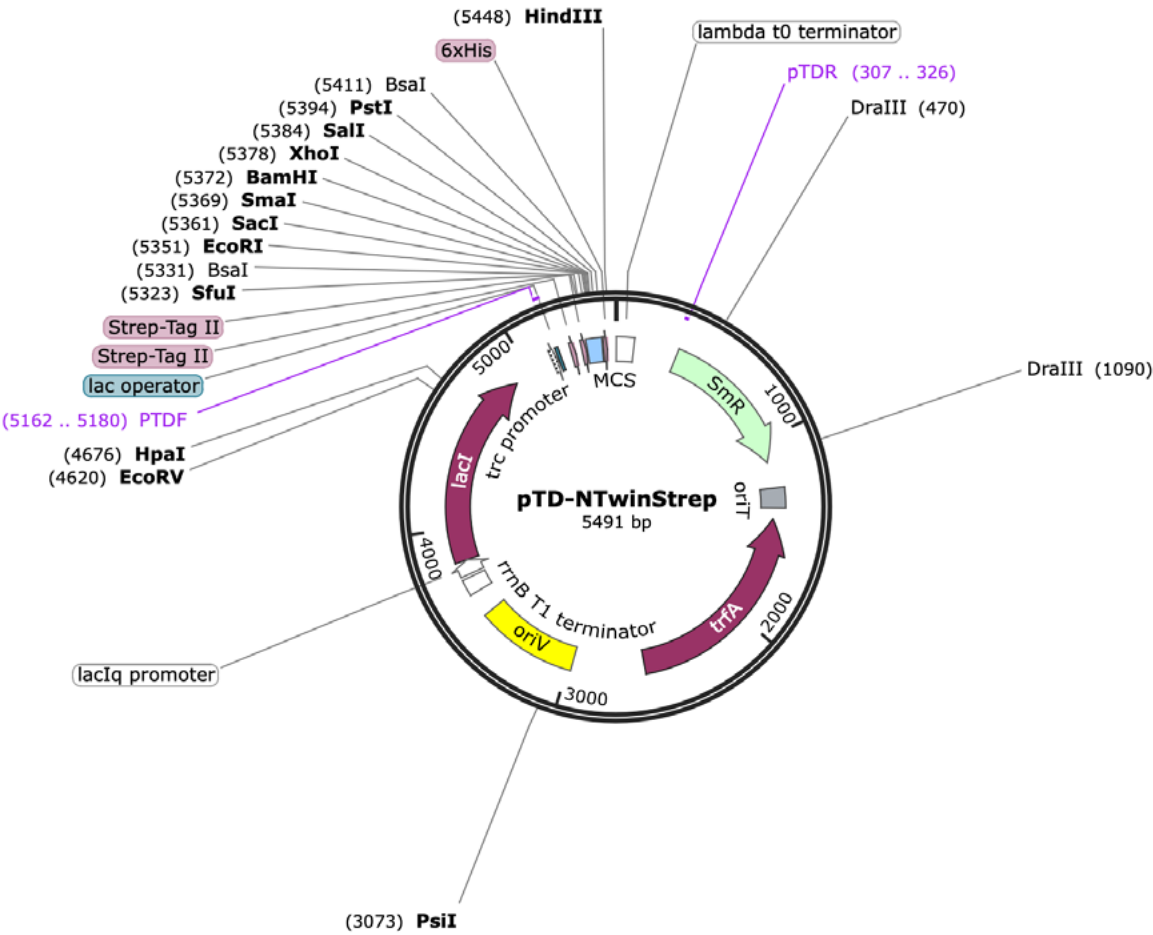 (5448) HindIII
6xHis
(5411) BsaI
(5394) PstI
(5384) SalI
(5378) XhoI
(5372) BamHI
(5369) SmaI
(5361) SacI
(5351) EcoRI
(5331) BsaI
(5323) SfuI
Strep-Tag II
Strep-Tag II
lac operator
(5162 .. 5180) PTDF
(4676) HpaI
(4620) EcoRV
lacIq promoter
(3073) PsiI
lambda t0 terminator
pTDR (307 .. 326)
DraIII (470)
DraIII (1090)
5000
MCS
SmR
1000
trc promoter
lacI
pTD-NTwinStrep
5491 bp
oriT
4000
rrnB T1 terminator
trfA
2000
oriV
3000